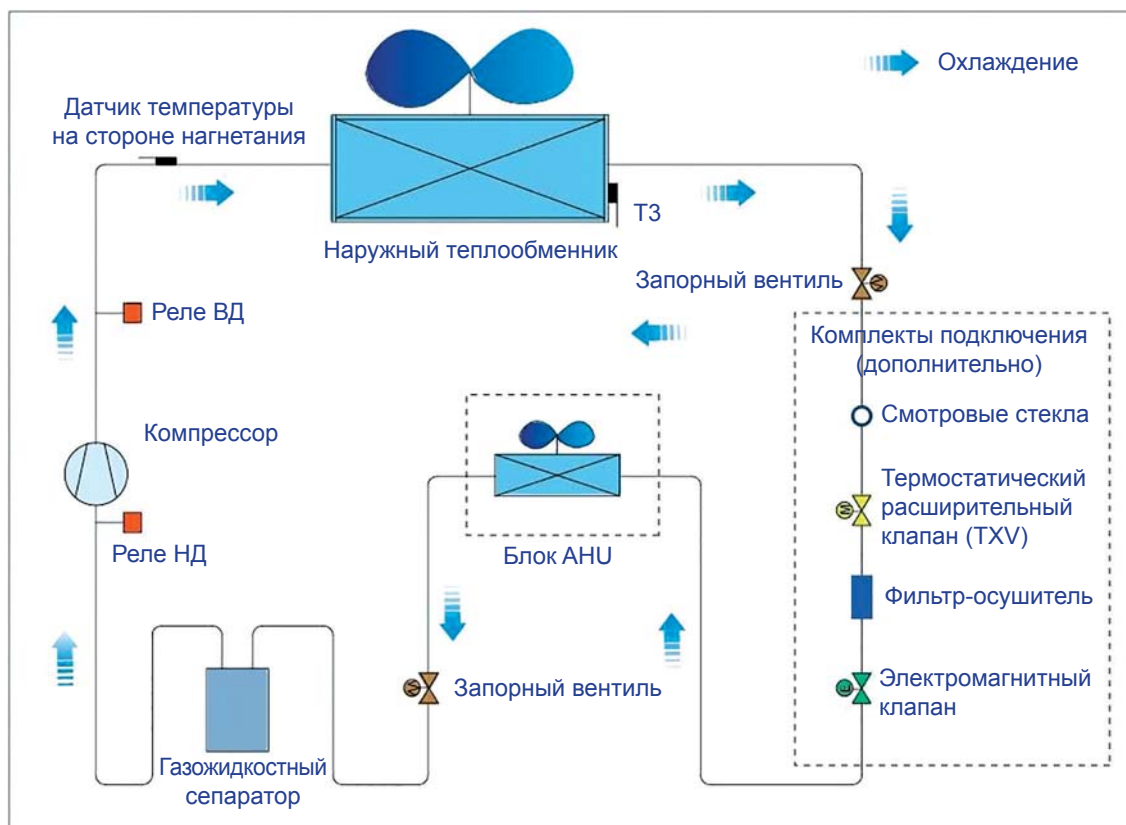 Охлаждение
Датчик температуры
на стороне нагнетания
T3
Наружный теплообменник
Запорный вентиль
M
Реле ВД
Комплекты подключения
(дополнительно)
Смотровые стекла
Компрессор
Термостатический
расширительный
клапан (TXV)
M
Реле НД
Блок AHU
Фильтр-осушитель
Запорный вентиль
M
Электромагнитный
клапан
E
Газожидкостный
сепаратор